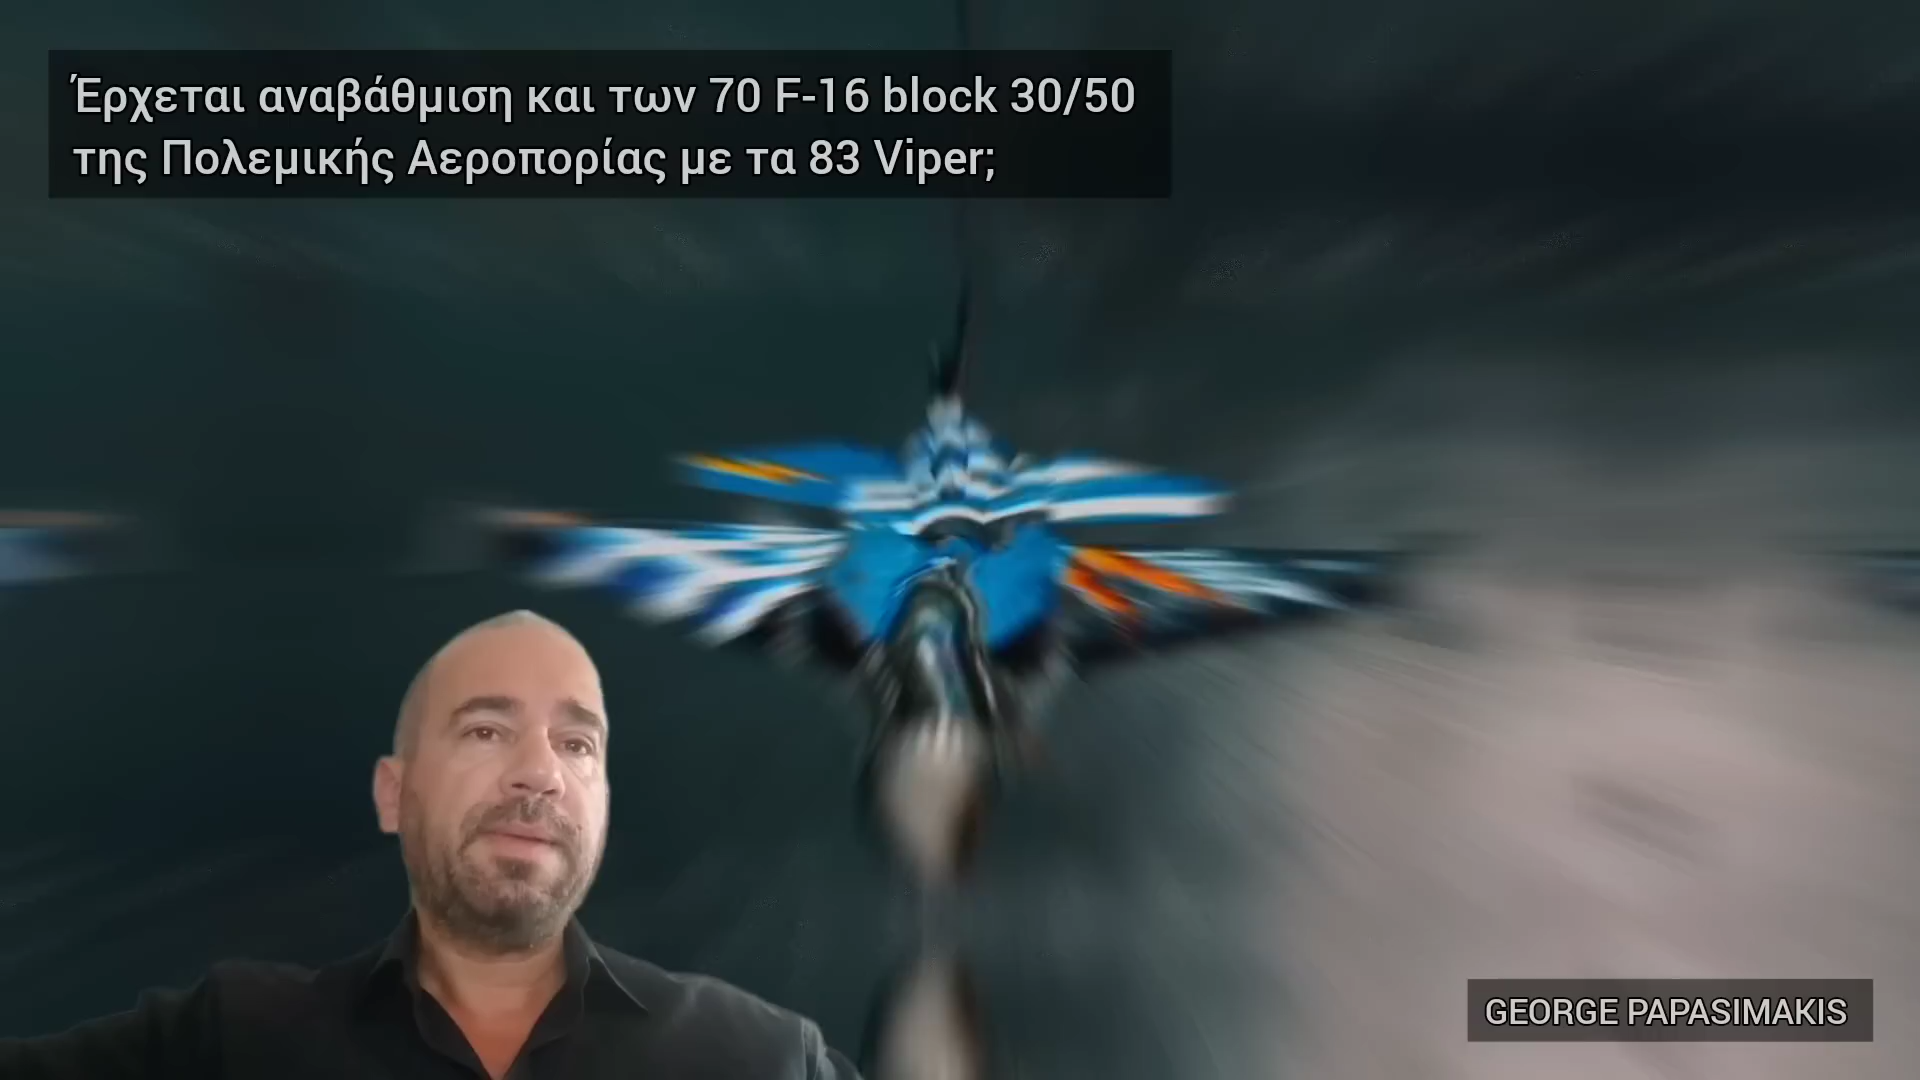 Έρχεται αναβάθμιση και των 70 F-16 block 30/50
της Πολεμικής Αεροπορίας με τα 83 Viper;
GEORGE PAPASIMAKIS